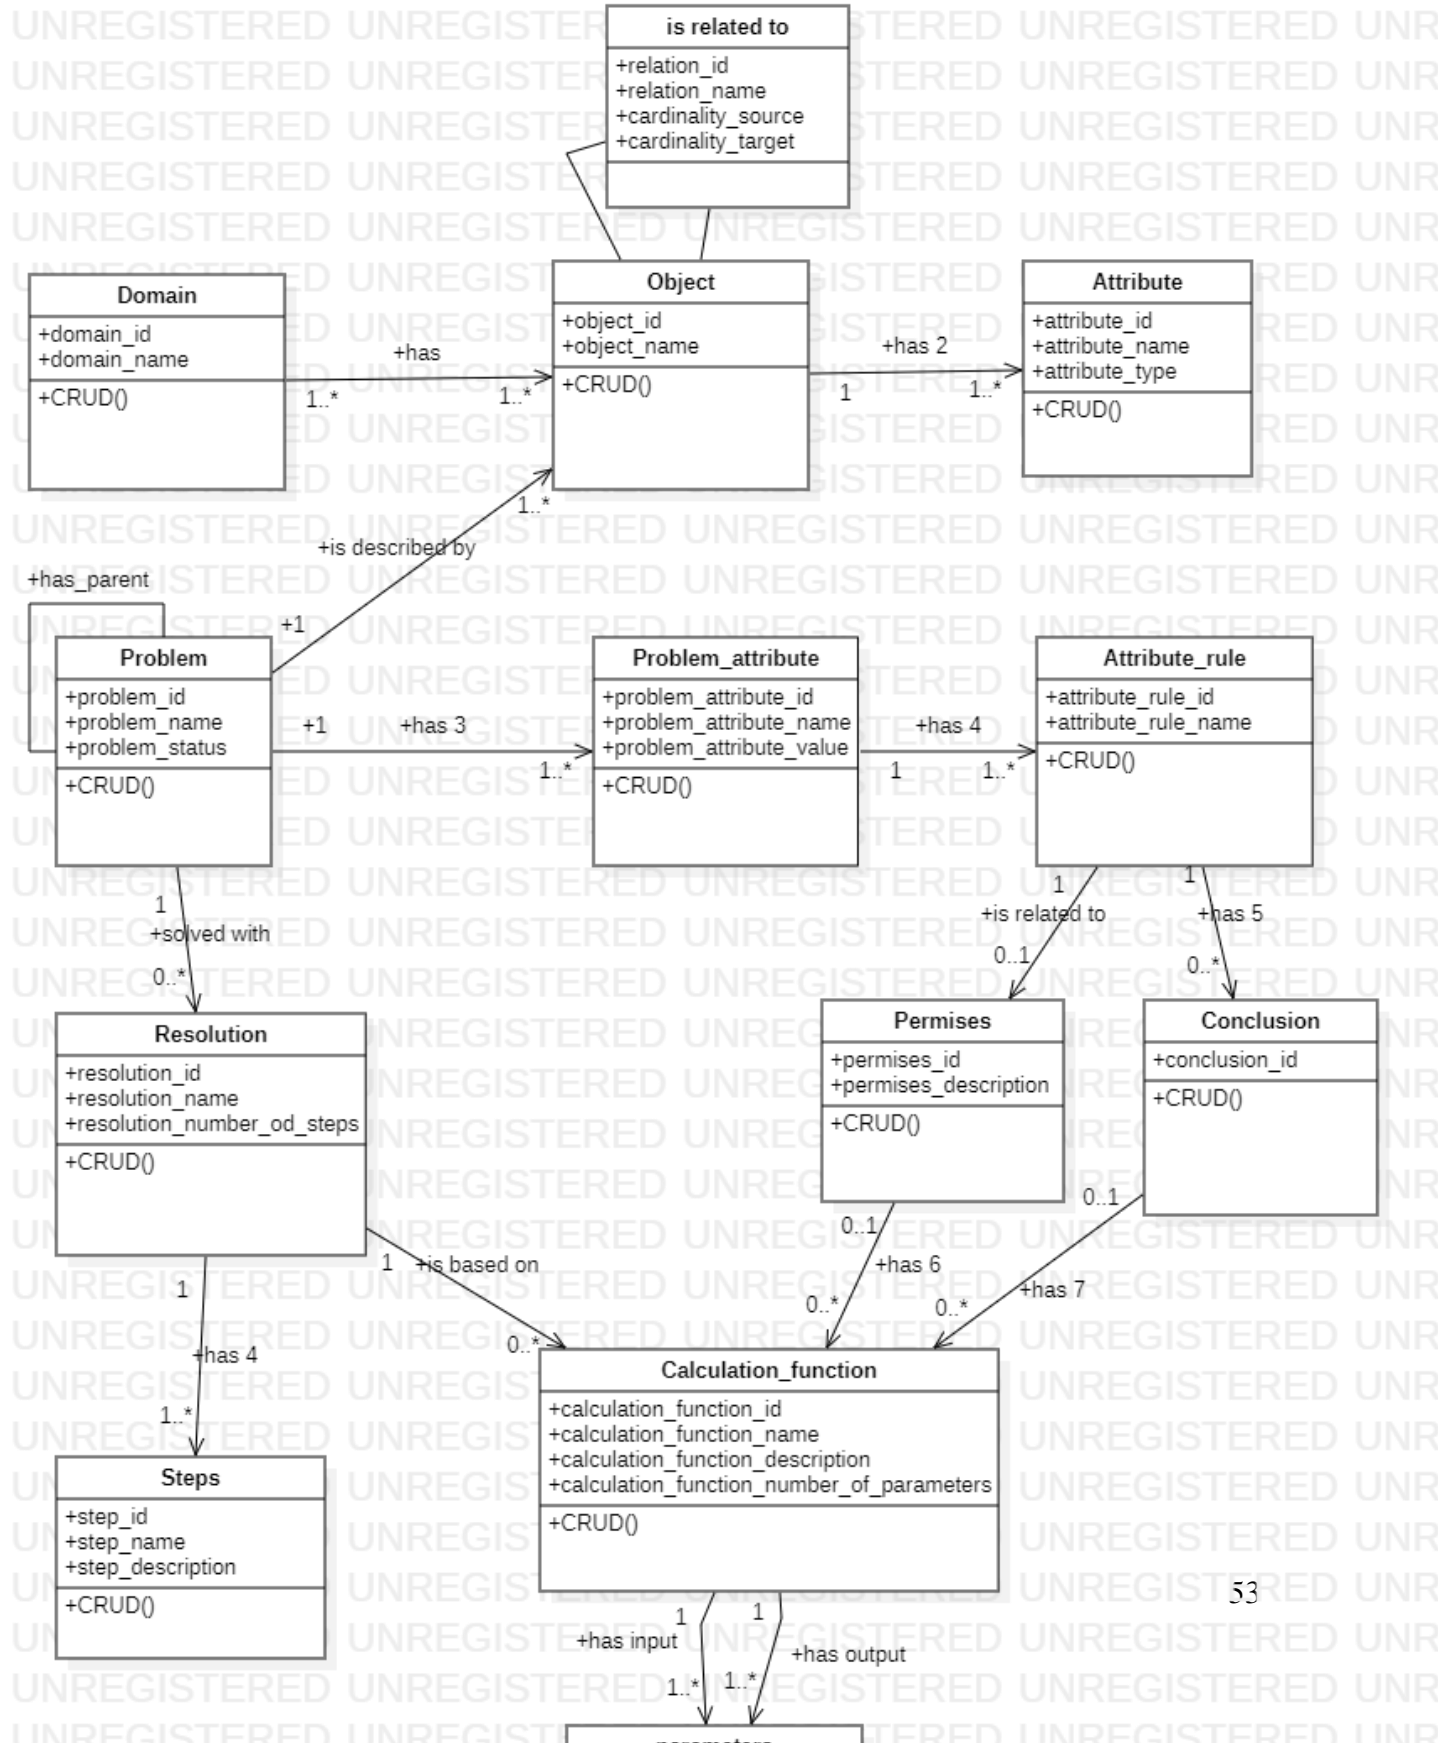 is related to
+relation_id
+relation_name
+cardinality_source
+cardinality_target
Domain
+domain_id
+domain_name
+CRUD()
+has
1..*
1..*
Object
+object_id
+object_name
+CRUD()
+has 2
1
1..*
Attribute
+attribute_id
+attribute_name
+attribute_type
+CRUD()
1..*
+is described by
+1
+has_parent
Problem
+problem_id
+problem_name
+problem_status
+CRUD()
+1
+has 3
1..*
Problem_attribute
+problem_attribute_id
+problem_attribute_name
+problem_attribute_value
+CRUD()
+has 4
1
1..*
Attribute_rule
+attribute_rule_id
+attribute_rule_name
+CRUD()
1
+solved with
0..*
1
+is related to
0..1
1
+has 5
0..*
Resolution
+resolution_id
+resolution_name
+resolution_number_od_steps
+CRUD()
Permises
+permises_id
+permises_description
+CRUD()
Conclusion
+conclusion_id
+CRUD()
1
+is based on
0..*
0..1
+has 6
0..*
0..1
+has 7
0..*
1
+has 4
1..*
Steps
+step_id
+step_name
+step_description
+CRUD()
Calculation_function
+calculation_function_id
+calculation_function_name
+calculation_function_description
+calculation_function_number_of_parameters
+CRUD()
53
1
+has input
1..*
1
+has output
1..*
UNREGISTERED